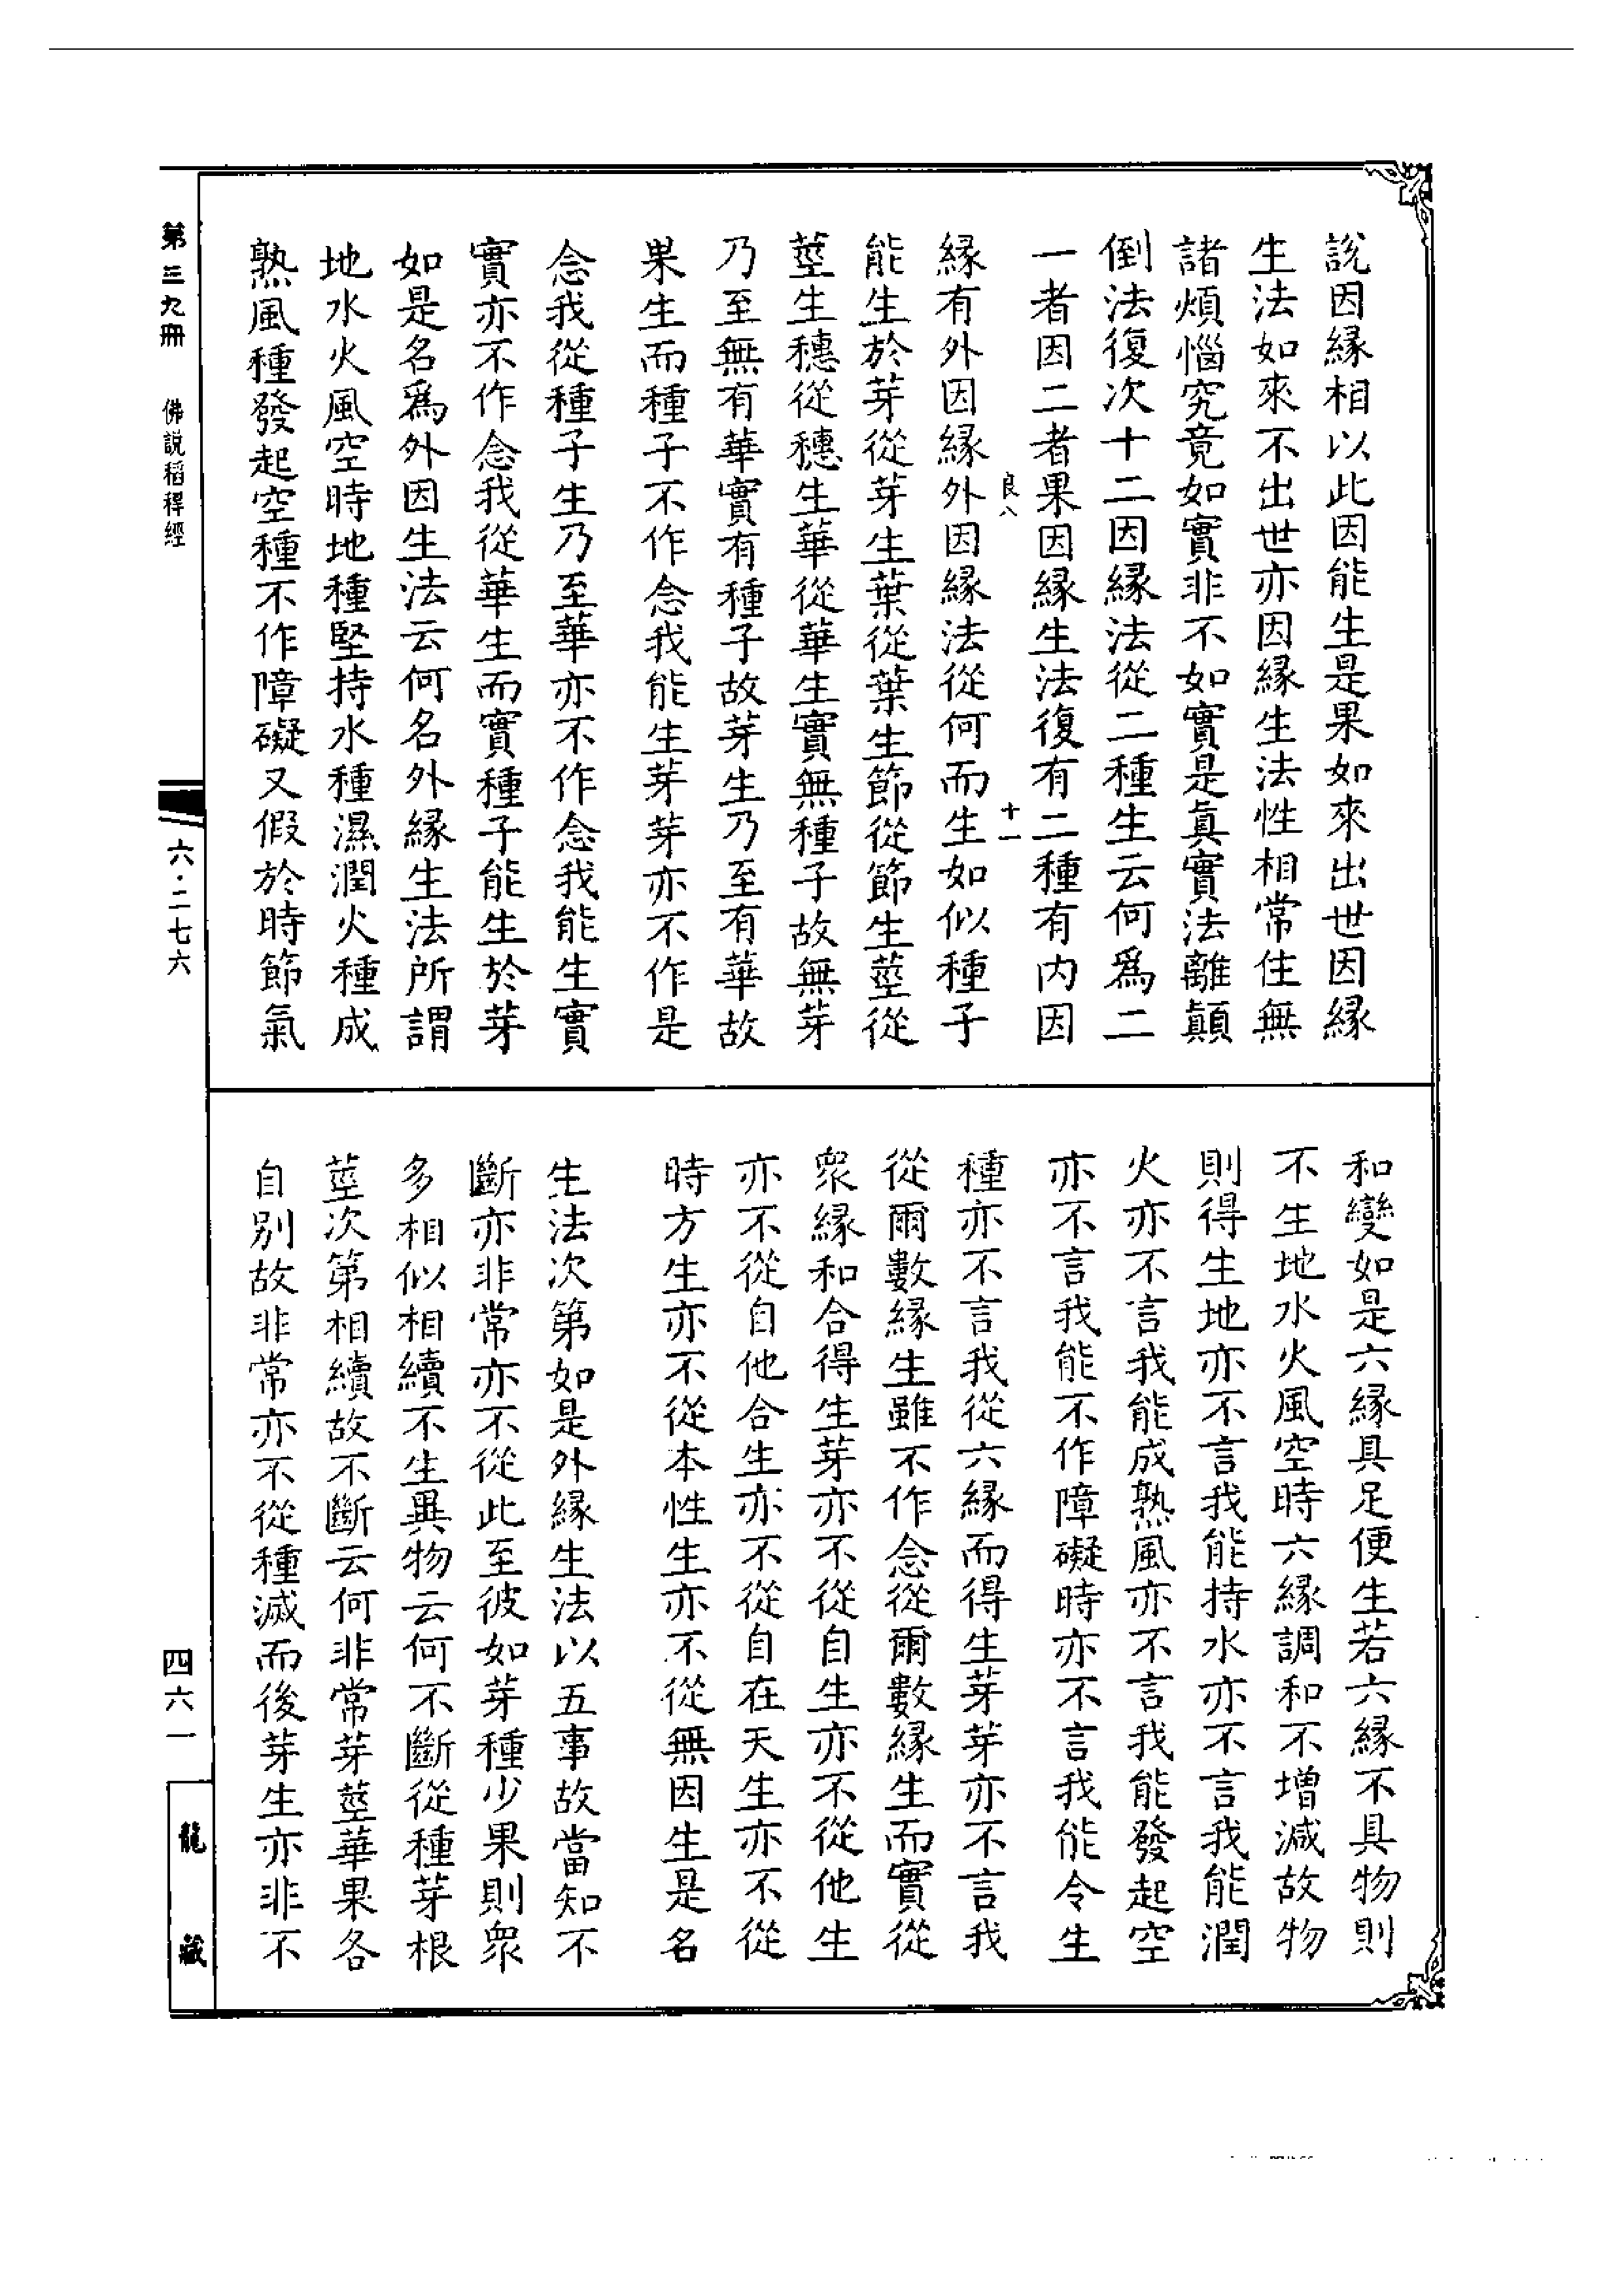 說因縁相以此因能生是果如來出世因縁
生法如來不出世亦因縁生法性相常住無
諸煩惱究竟如實非不如實是眞實法離顛
倒法復次十二因縁法從二種生云何爲二
一者因二者果因縁生法復有二種有内因
良八 十一
縁有外因縁外因縁法從何而生如似種子
能生於芽從芽生葉從葉生節從節生莖從
莖生穗從穗生華從華生實無種子故無芽
乃至無有華實有種子故芽生乃至有華故
果生而種子不作念我能生芽芽亦不作是
念我從種子生乃至華亦不作念我能生實
實亦不作念我從華生而實種子能生於芽
如是名爲外因生法云何名外縁生法所謂
地水火風空時地種堅持水種濕潤火種成
熟風種發起空種不作障礙又假於時節氣
和變如是六縁具足便生若六縁不具物則
不生地水火風空時六縁調和不增減故物
則得生地亦不言我能持水亦不言我能潤
火亦不言我能成熟風亦不言我能發起空
亦不言我能不作障礙時亦不言我能令生
種亦不言我從六縁而得生芽芽亦不言我
從爾數縁生雖不作念從爾數縁生而實從
衆縁和合得生芽亦不從自生亦不從他生
亦不從自他合生亦不從自在天生亦不從
時方生亦不從本性生亦不從無因生是名
生法次第如是外縁生法以五事故當知不
斷亦非常亦不從此至彼如芽種少果則衆
多相似相續不生異物云何不斷從種芽根
莖次第相續故不斷云何非常芽莖華果各
自別故非常亦不從種滅而後芽生亦非不
第三九冊 佛説稻稈經
六·二七六
四六一
龍藏